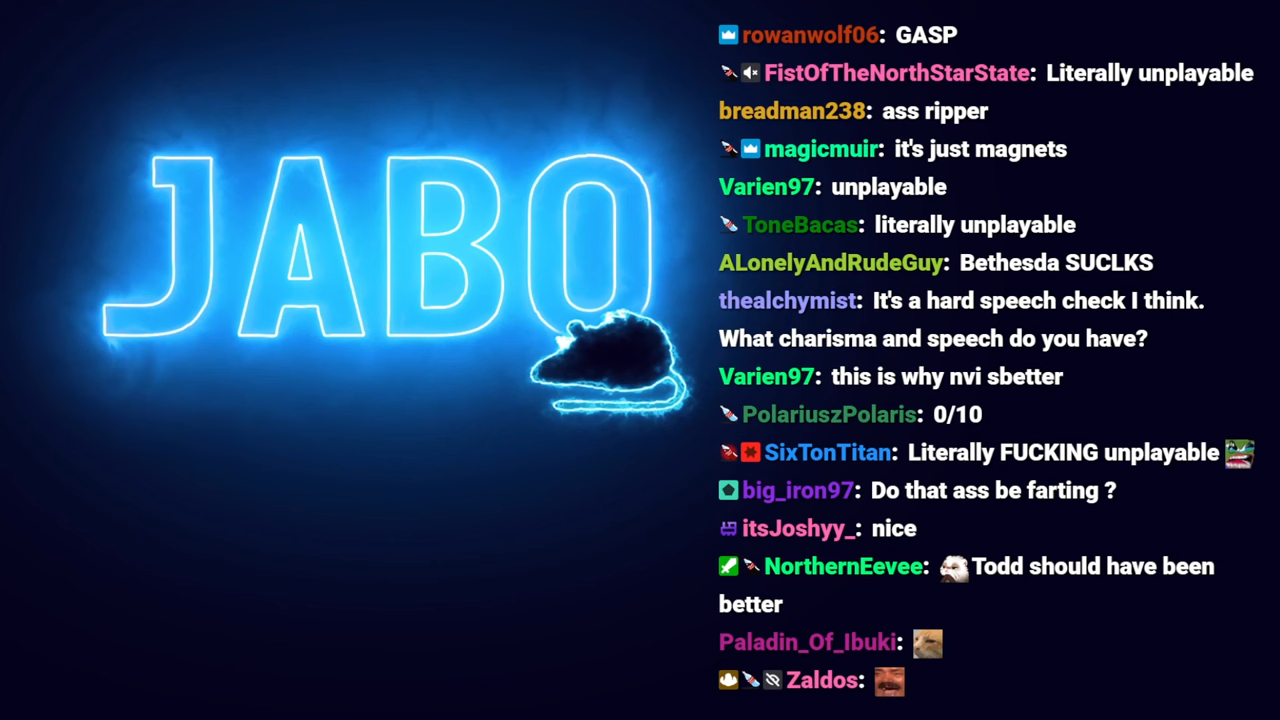 JABO
rowanwolf06: GASP
FistOfTheNorthStarState: Literally unplayable
breadman238: ass ripper
magicmuir: it's just magnets
Varien97: unplayable
ToneBacas: literally unplayable
ALonelyAndRudeGuy: Bethesda SUCLKS
thealchymist: It's a hard speech check I think.
What charisma and speech do you have?
Varien97: this is why nvi sbetter
PolariuszPolaris: 0/10
SixTonTitan: Literally FUCKING unplayable
big_iron97: Do that ass be farting ?
itsJoshyy_: nice
NorthernEevee: Todd should have been
better
Paladin_Of_Ibuki:
Zaldos: